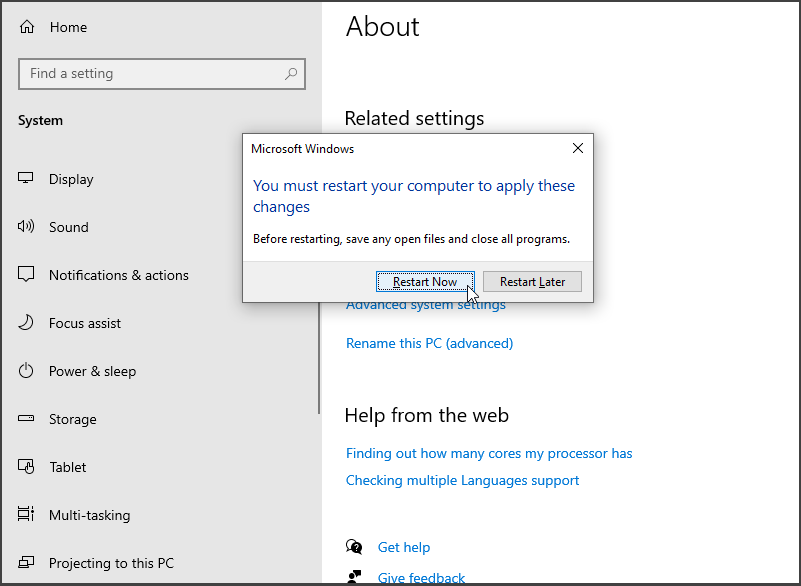 Home
Find a setting
System
Display
Sound
Notifications & actions
Focus assist
Power & sleep
Storage
Tablet
Multi-tasking
Projecting to this PC
About
Related settings
Microsoft Windows
You must restart your computer to apply these
changes
Before restarting, save any open files and close all programs.
Restart Now
Restart Later
Advanced system settings
Rename this PC (advanced)
Help from the web
Finding out how many cores my processor has
Checking multiple Languages support
Get help
Give feedback